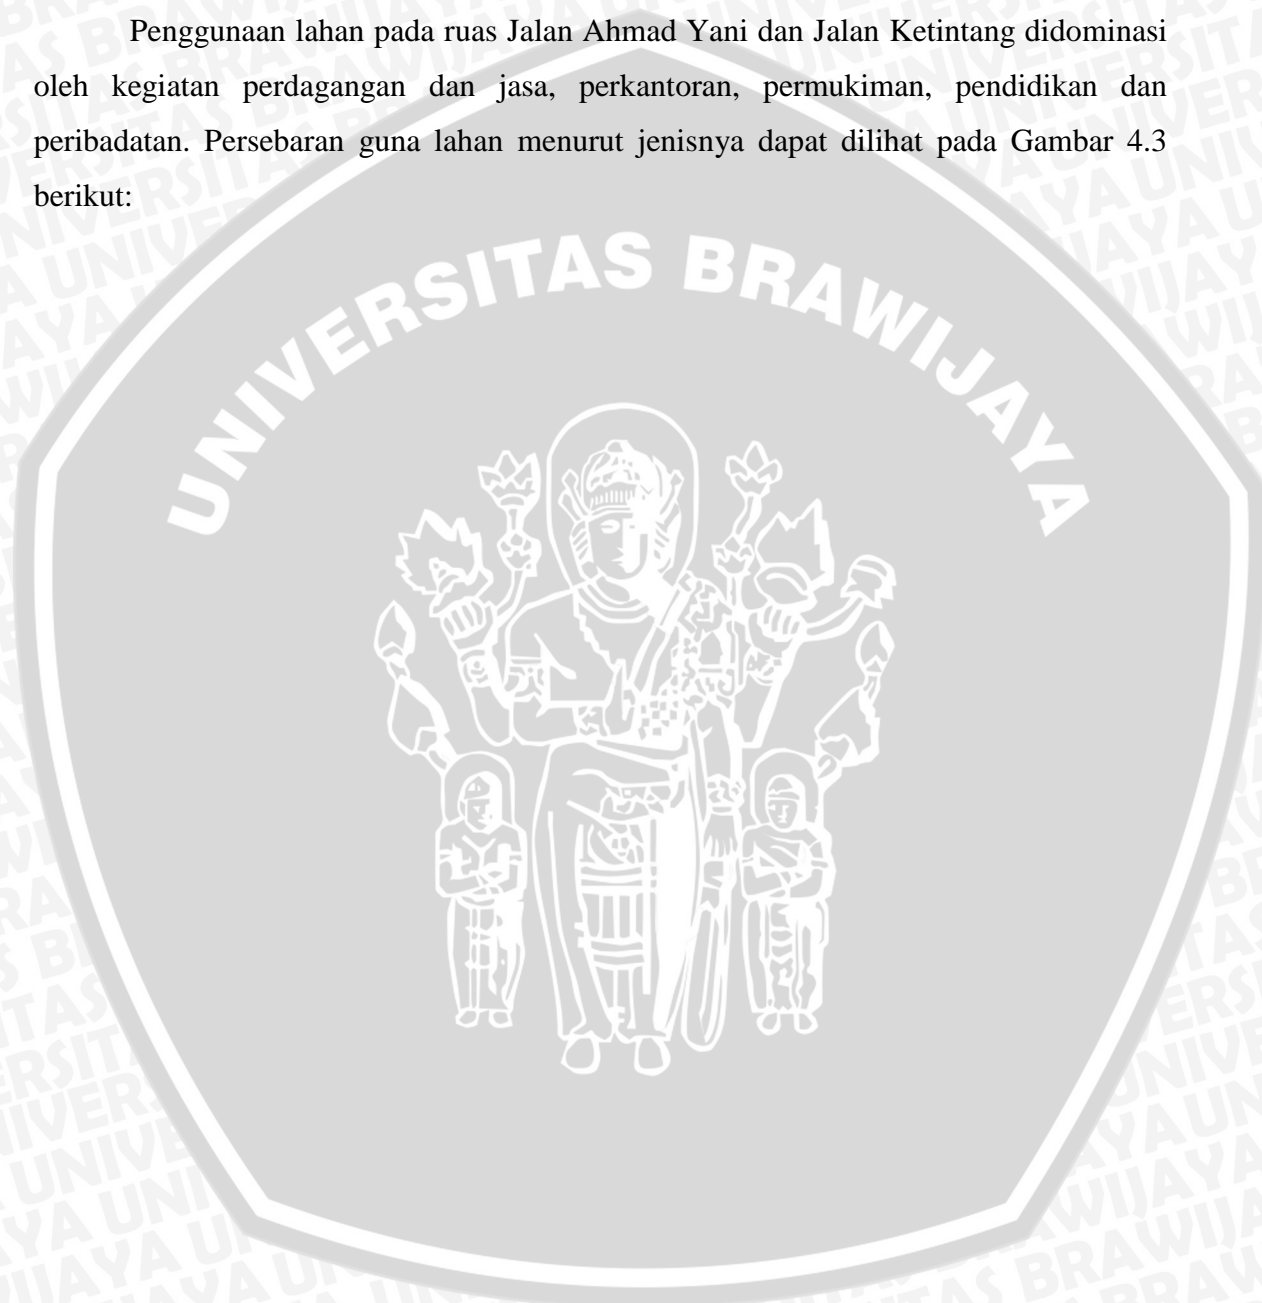 Penggunaan lahan pada ruas Jalan Ahmad Yani dan Jalan Ketintang didominasi
oleh kegiatan perdagangan dan jasa, perkantoran, permukiman, pendidikan dan
peribadatan. Persebaran guna lahan menurut jenisnya dapat dilihat pada Gambar 4.3
berikut:
UNIVERSITAS BRAWIJAYA